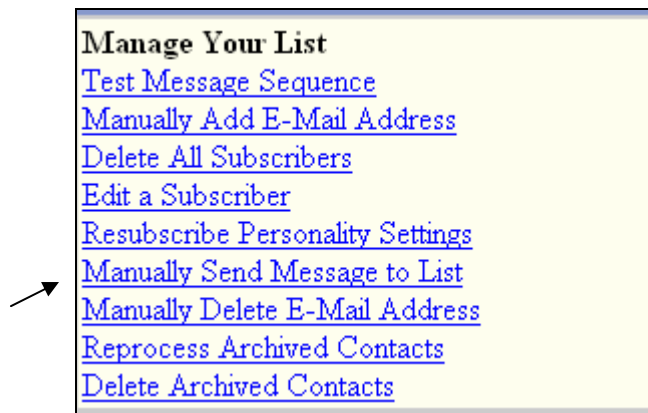 Manage Your List
Test Message Sequence
Manually Add E-Mail Address
Delete All Subscribers
Edit a Subscriber
Resubscribe Personality Settings
Manually Send Message to List
Manually Delete E-Mail Address
Reprocess Archived Contacts
Delete Archived Contacts